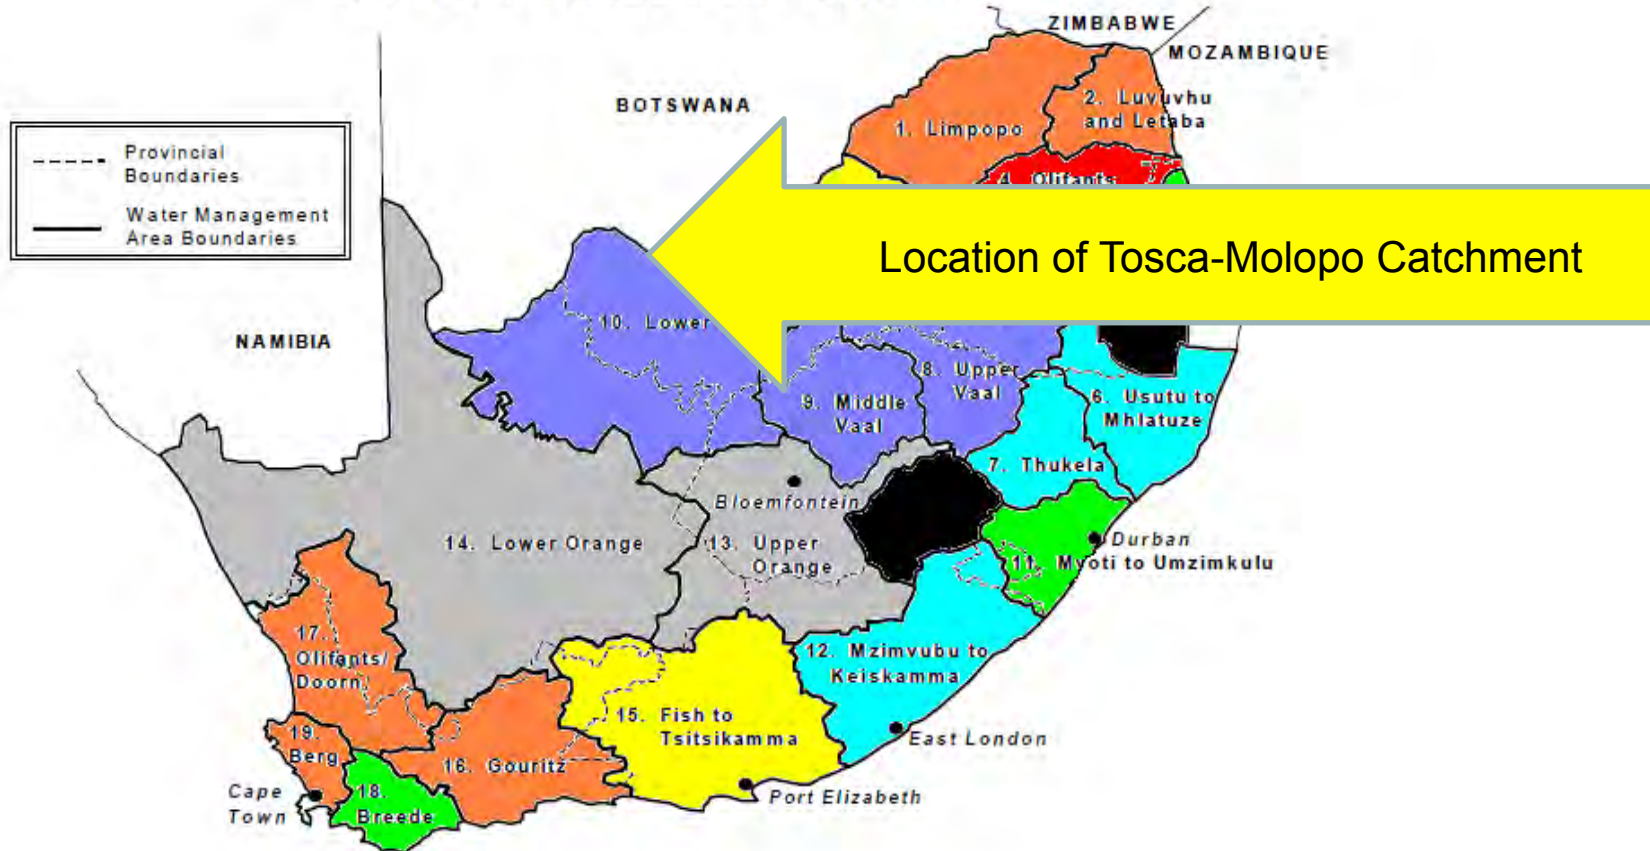 ZIMBABWE
MOZAMBIQUE
BOTSWANA
2. Luvuvhu
and Letaba
1. Limpopo
Provincial
Boundaries
Water Management
Area Boundaries
4. Olifants
Location of Tosca-Molopo Catchment
10. Lower
NAMIBIA
8. Upper
Vaal
9. Middle
Vaal
6. Usutu to
Mhlatuze
7. Thukela
Bloemfontein
14. Lower Orange
13. Upper
Orange
Durban
11. Mvoti to Umzimkulu
17.
Olifants/
Doorn
12. Mzimvubu to
Keiskamma
15. Fish to
Tsitsikamma
East London
19.
Berg
16. Gouritz
Cape
Town
18.
Breede
Port Elizabeth